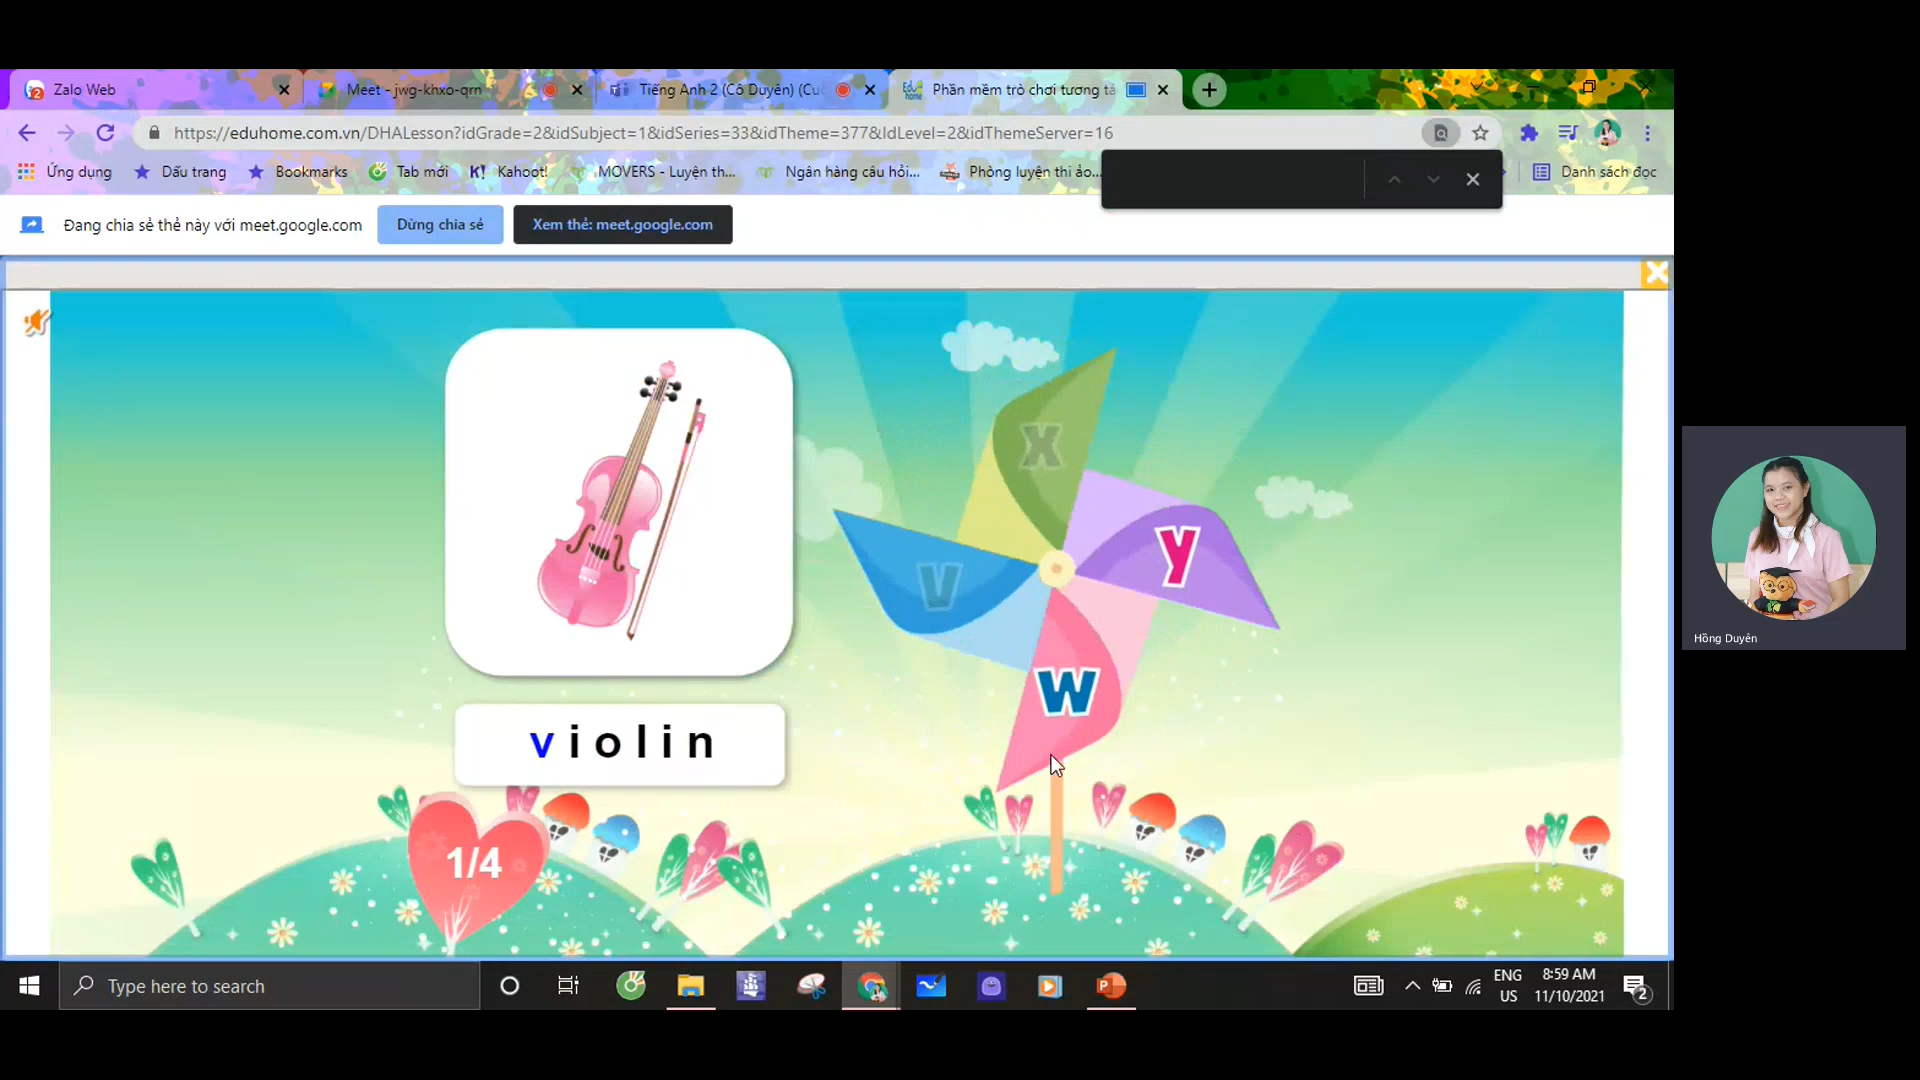 Zalo Web
Meet - jwg-khxo-qrn
Tiếng Anh 2 (Cô Duyên) (Cuộ
Phần mềm trò chơi tương tá
https://eduhome.com.vn/DHALesson?idGrade=2&idSubject=1&idSeries=33&idTheme=377&IdLevel=2&idThemeServer=16
Ứng dụng
Dấu trang
Bookmarks
Tab mới
K! Kahoot!
MOVERS - Luyện th...
Ngân hàng câu hỏi...
Phòng luyện thi ảo...
Danh sách đọc
Đang chia sẻ thẻ này với meet.google.com
Dừng chia sẻ
Xem thẻ: meet.google.com
x
y
v
w
violin
1/4
Hồng Duyên
Type here to search
ENG
US
8:59 AM
11/10/2021
2